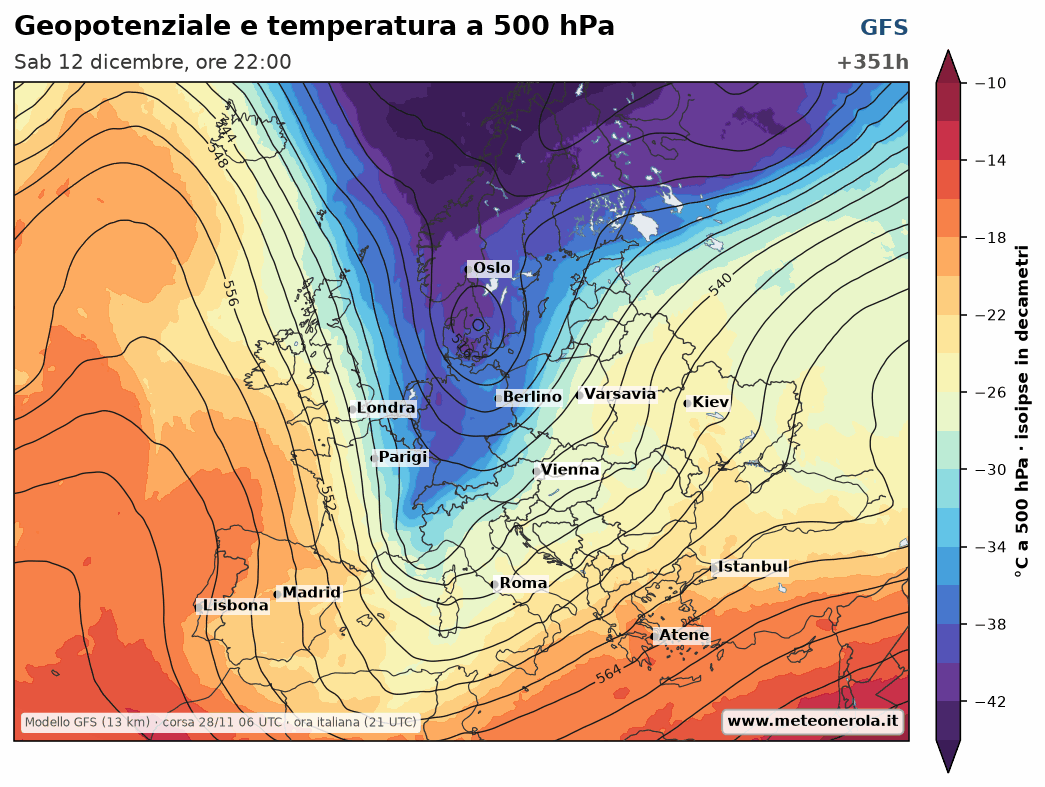 Geopotenziale e temperatura a 500 hPa
GFS
Sab 12 dicembre, ore 22:00
+351h
544
548
556
540
552
564
Oslo
Londra
Berlino
Varsavia
Kiev
Parigi
Vienna
Roma
Istanbul
Madrid
Lisbona
Atene
−10
−14
−18
−22
−26
−30
−34
−38
−42
°C a 500 hPa · isoipse in decametri
Modello GFS (13 km) · corsa 28/11 06 UTC · ora italiana (21 UTC)
www.meteonerola.it